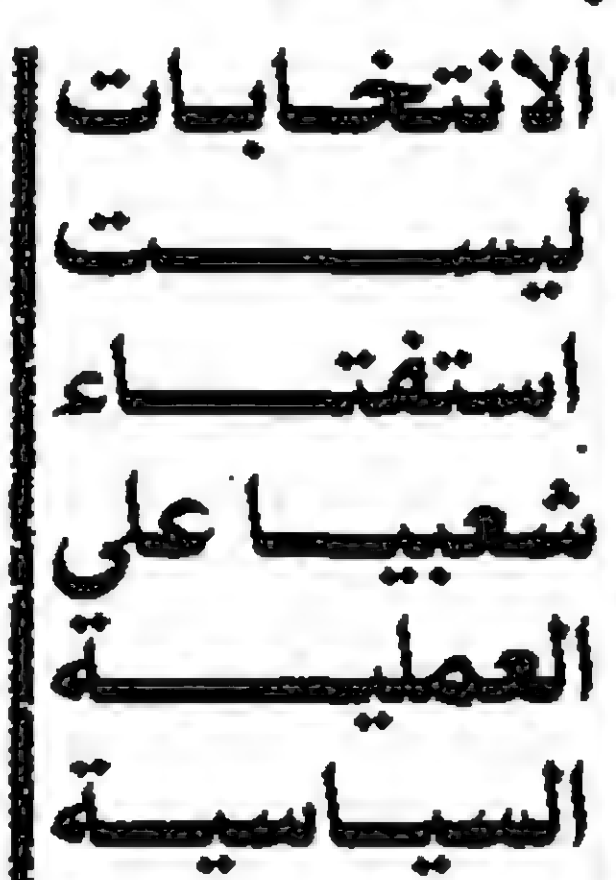 الانتخابات
ليست
استفتاء
شعبيا على
العملية
السياسية